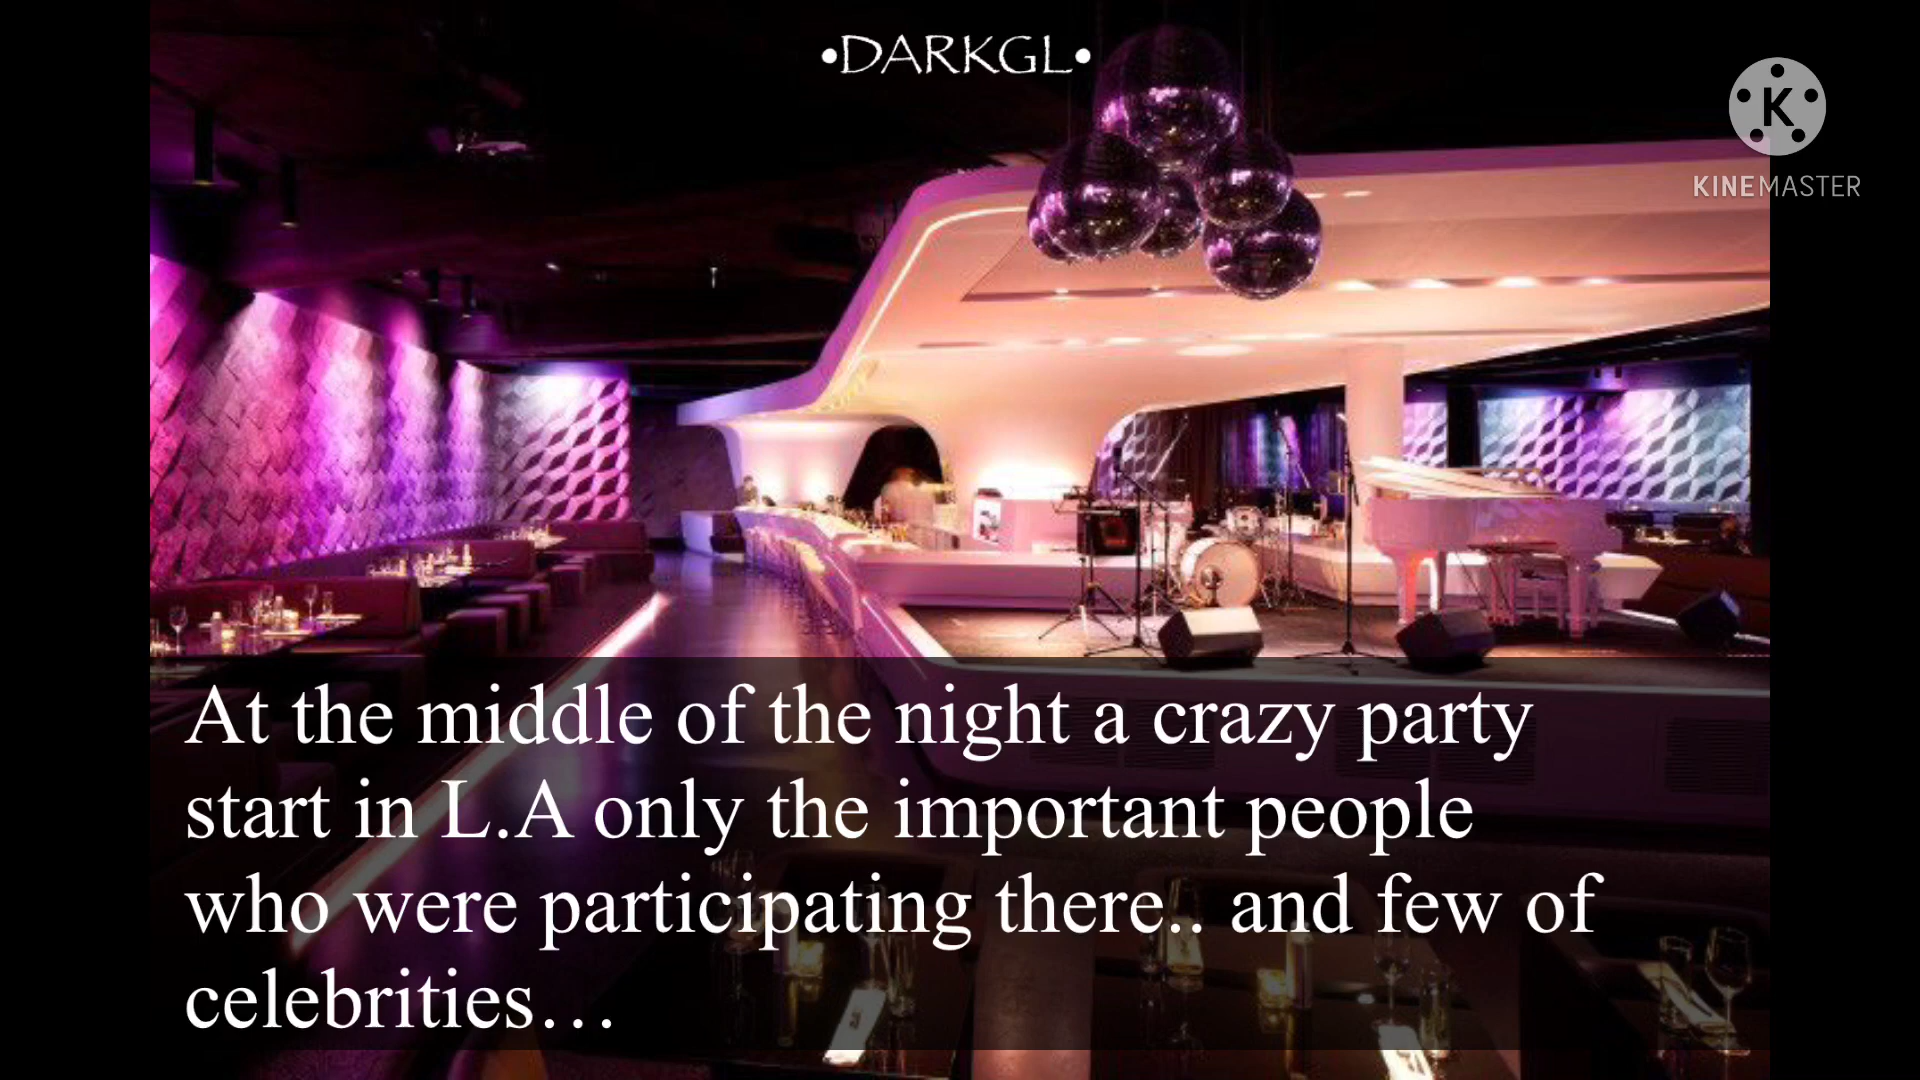 •DARKGL•
K
KINEMASTER
At the middle of the night a crazy party
start in L.A only the important people
who were participating there.. and few of
celebrities…